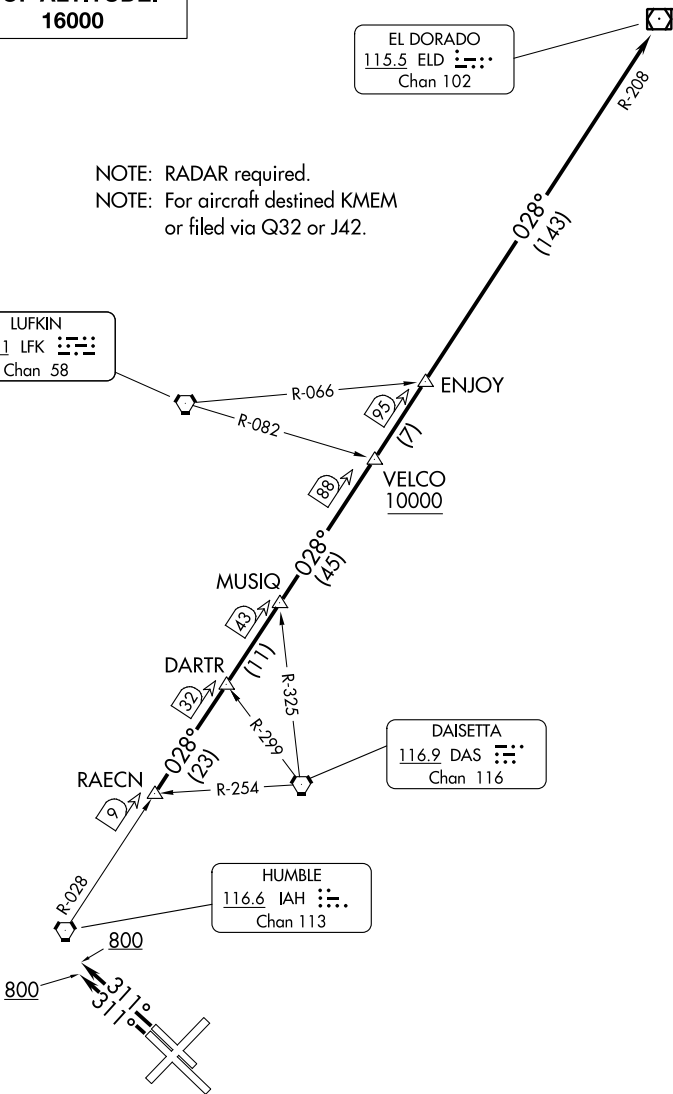 16000
EL DORADO
115.5 ELD
Chan 102
R-208
NOTE: RADAR required.
NOTE: For aircraft destined KMEM
or filed via Q32 or J42.
028°
(143)
LUFKIN
1 LFK
Chan 58
R-066
ENJOY
95
R-082
(7)
VELCO
10000
88
028°
(45)
MUSIQ
43
(11)
DARTR
R-325
32
R-299
DAISETTA
116.9 DAS
Chan 116
028°
(23)
RAECN
R-254
9
HUMBLE
116.6 IAH
Chan 113
R-028
800
800
311°
311°